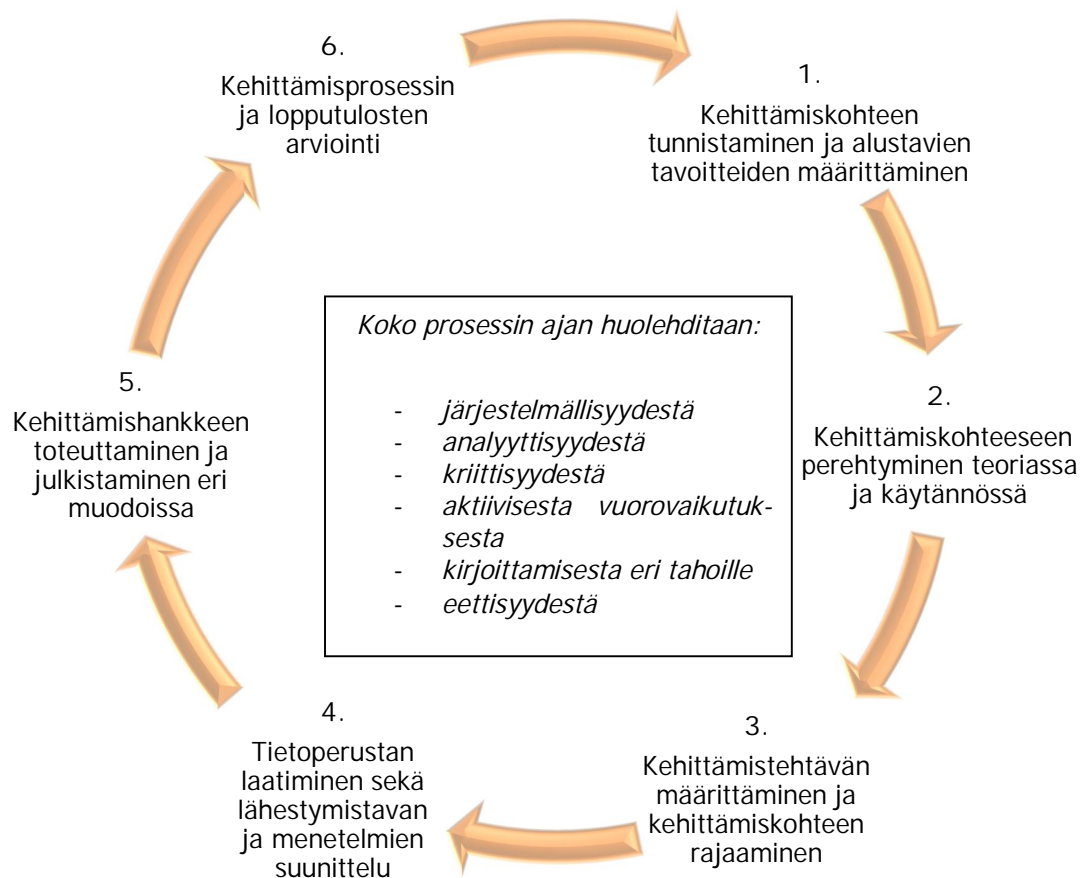 1.
Kehittämiskohteen
tunnistaminen ja alustavien
tavoitteiden määrittäminen
2.
Kehittämiskohteeseen
perehtyminen teoriassa
ja käytännössä
3.
Kehittämistehtävän
määrittäminen ja
kehittämiskohteen
rajaaminen
4.
Tietoperustan
laatiminen sekä
lähestymistavan
ja menetelmien
suunnittelu
5.
Kehittämishankkeen
toteuttaminen ja
julkistaminen eri
muodoissa
6.
Kehittämisprosessin
ja lopputulosten
arviointi
Koko prosessin ajan huolehditaan:
- järjestelmällisyydestä
- analyyttisyydestä
- kriittisyydestä
- aktiivisesta vuorovaikutuk-
sesta
- kirjoittamisesta eri tahoille
- eettisyydestä